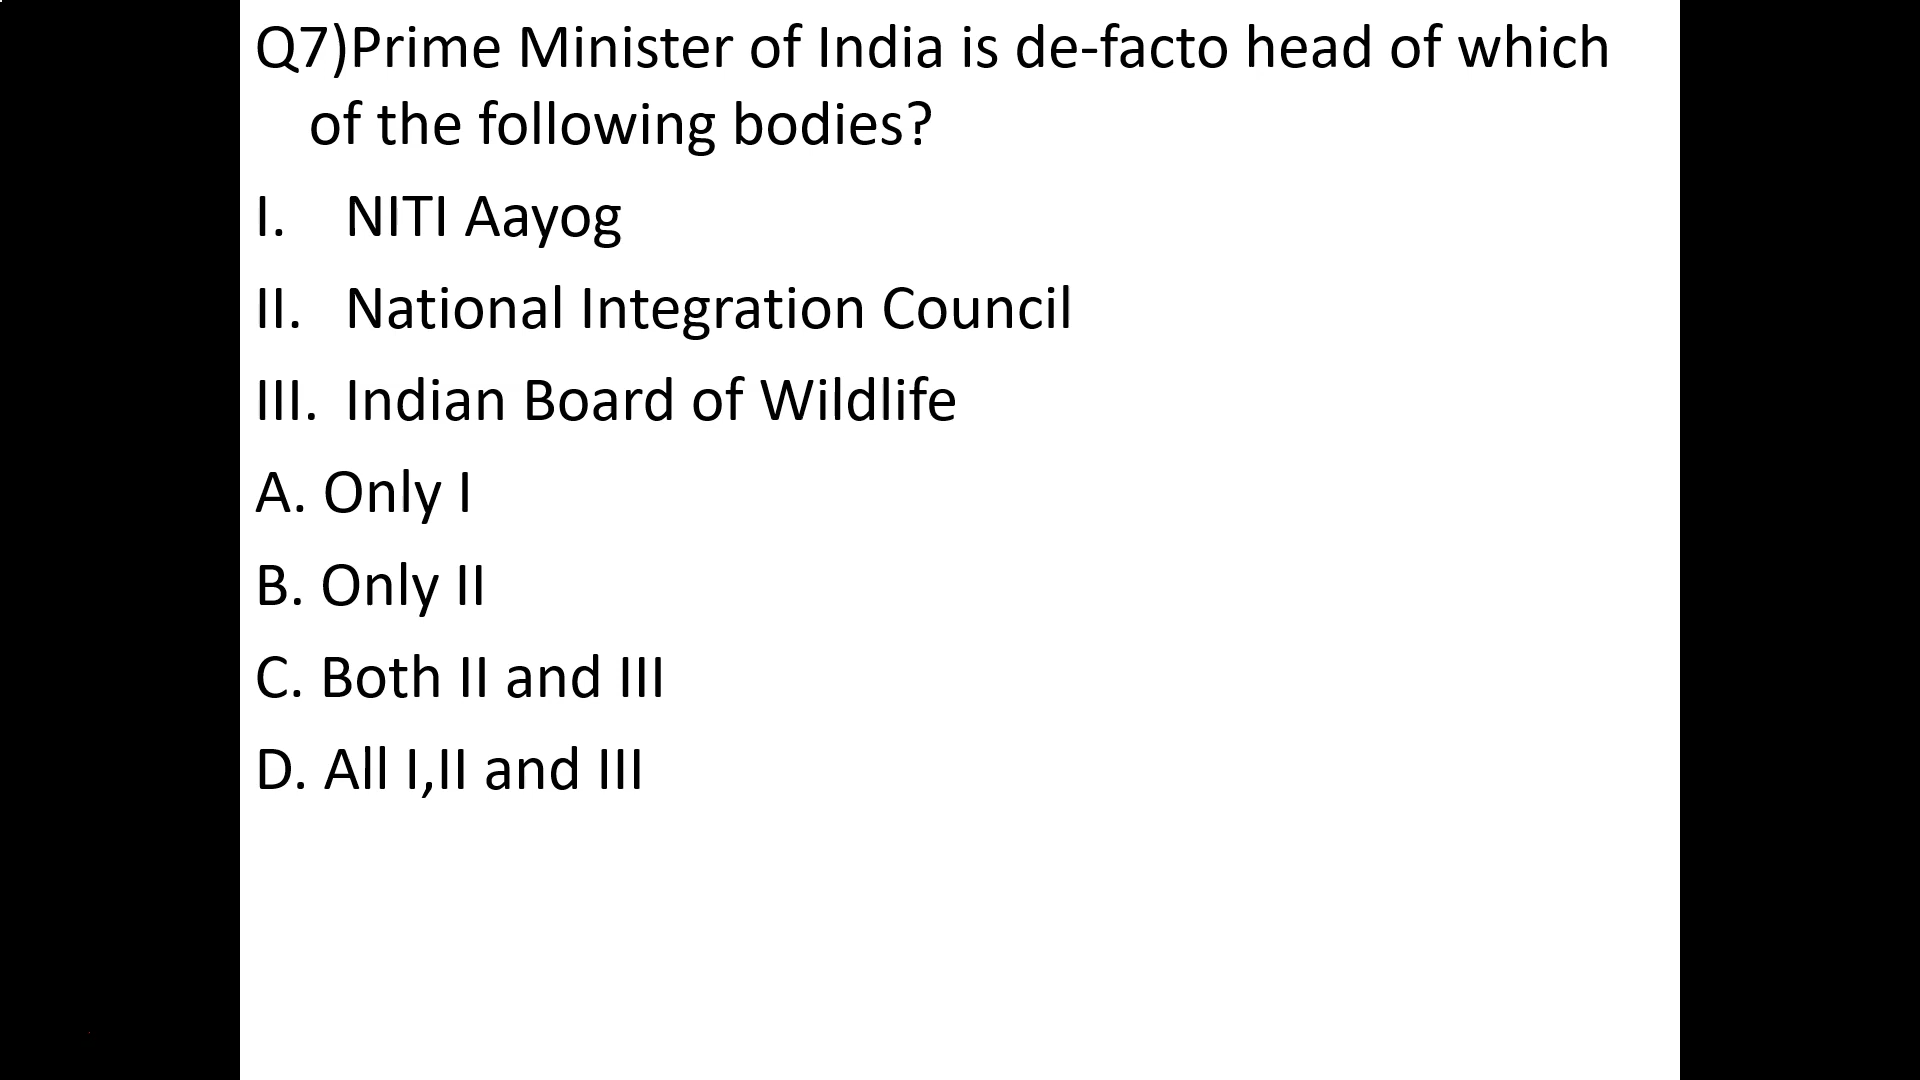 Q7)Prime Minister of India is de-facto head of which
of the following bodies?
I. NITI Aayog
II. National Integration Council
III. Indian Board of Wildlife
A. Only I
B. Only II
C. Both II and III
D. All I,II and III